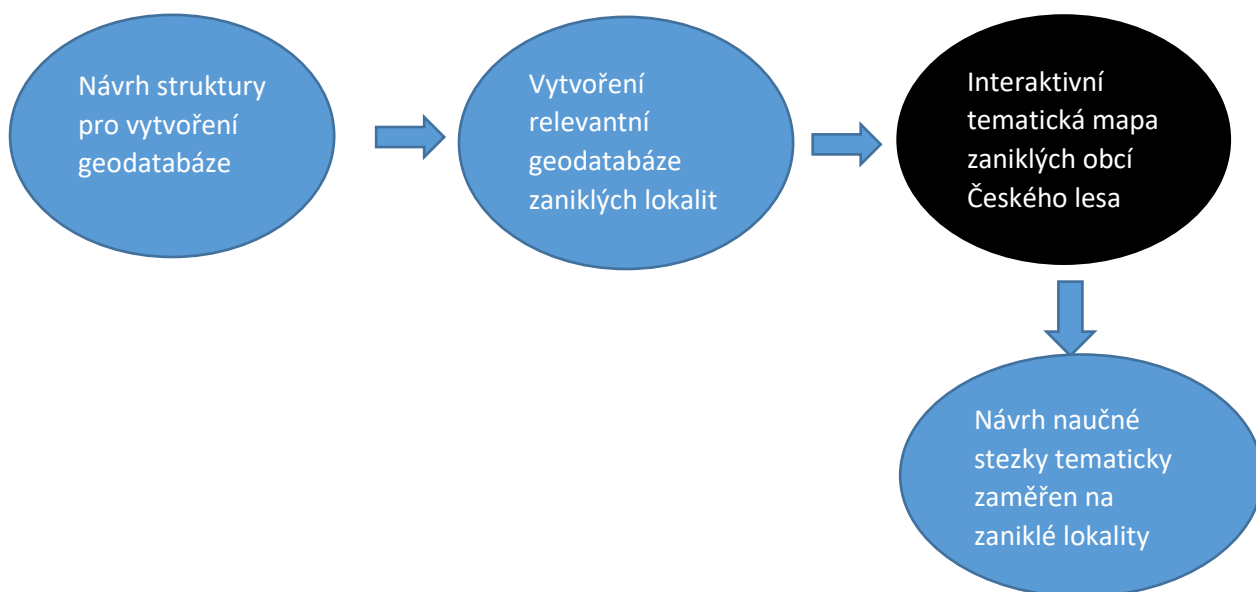 Návrh struktury
pro vytvoření
geodatabáze
Vytvoření
relevantní
geodatabáze
zaniklých lokalit
Interaktivní
tematická mapa
zaniklých obcí
Českého lesa
Návrh naučné
stezky tematicky
zaměřen na
zaniklé lokality